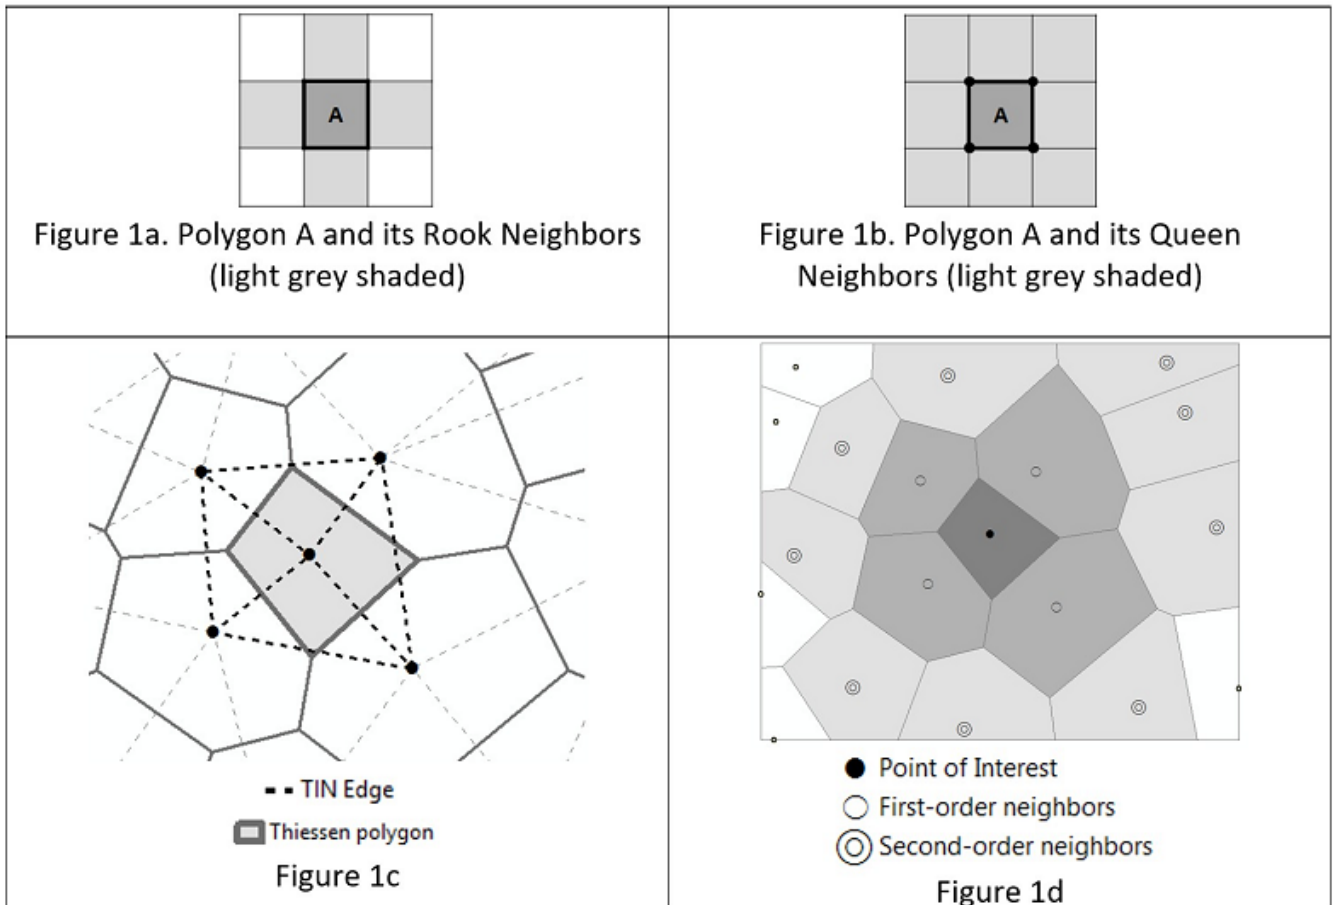 A
Figure 1a. Polygon A and its Rook Neighbors
(light grey shaded)
A
Figure 1b. Polygon A and its Queen
Neighbors (light grey shaded)
TIN Edge
Thiessen polygon
Figure 1c
Point of Interest
First-order neighbors
Second-order neighbors
Figure 1d